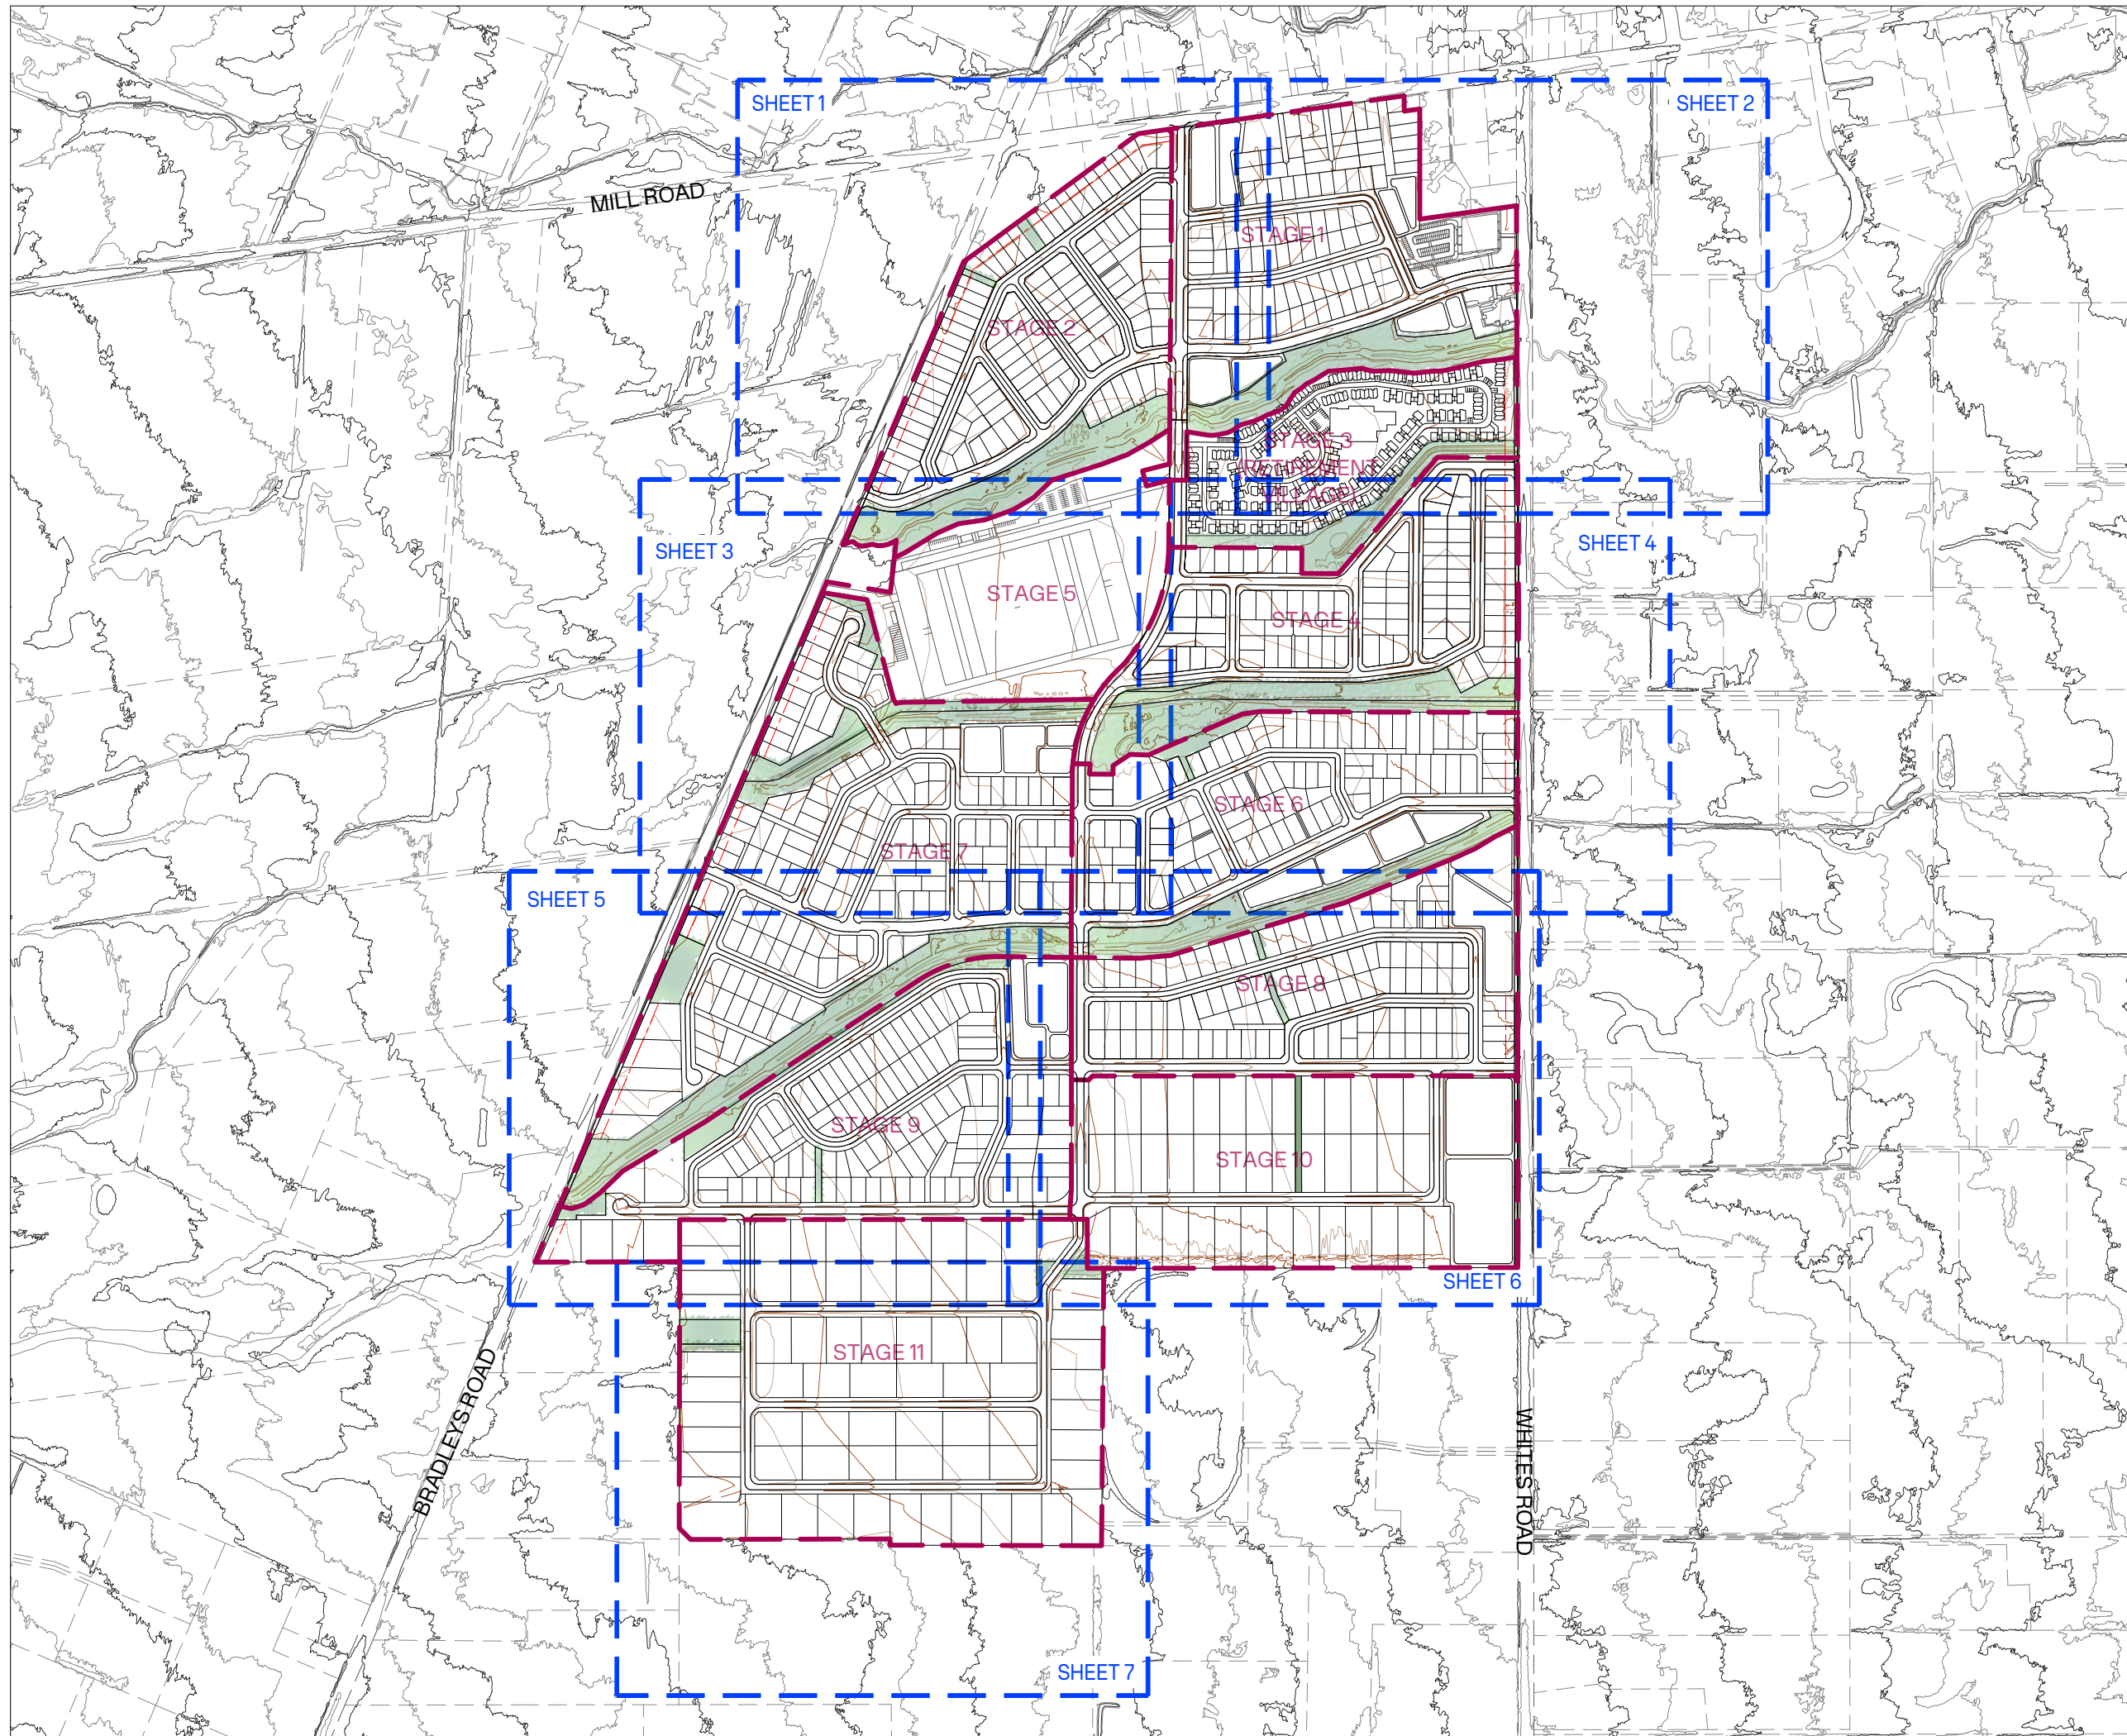 SHEET 1
SHEET 2
MILL ROAD
STAGE 1
STAGE 2
STAGE 3
(RETIREMENT
VILLAGE)
SHEET 3
SHEET 4
STAGE 5
STAGE 4
STAGE 6
STAGE 7
SHEET 5
STAGE 8
STAGE 9
STAGE 10
SHEET 6
STAGE 11
BRADLEYS ROAD
WHITES ROAD
SHEET 7